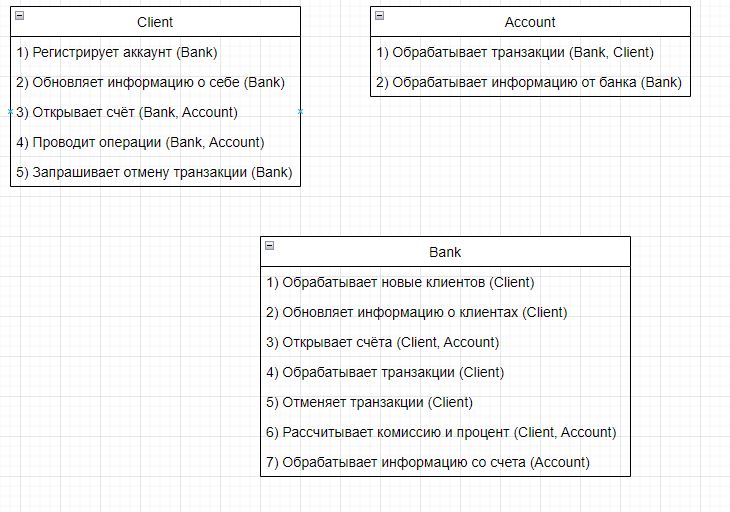 Client
1) Регистрирует аккаунт (Bank)
2) Обновляет информацию о себе (Bank)
3) Открывает счёт (Bank, Account)
4) Проводит операции (Bank, Account)
5) Запрашивает отмену транзакции (Bank)
Account
1) Обрабатывает транзакции (Bank, Client)
2) Обрабатывает информацию от банка (Bank)
Bank
1) Обрабатывает новые клиентов (Client)
2) Обновляет информацию о клиентах (Client)
3) Открывает счёта (Client, Account)
4) Обрабатывает транзакции (Client)
5) Отменяет транзакции (Client)
6) Рассчитывает комиссию и процент (Client, Account)
7) Обрабатывает информацию со счета (Account)